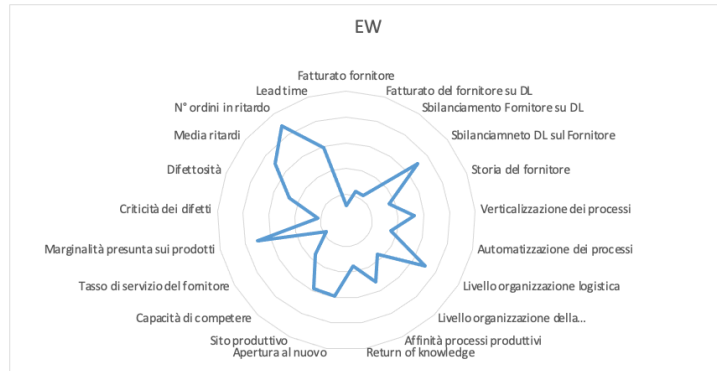 EW
Fatturato fornitore
Fatturato del fornitore su DL
Sbilanciamento Fornitore su DL
Sbilanciamneto DL sul Fornitore
Storia del fornitore
Verticalizzazione dei processi
Automatizzazione dei processi
Livello organizzazione logistica
Livello organizzazione della...
Affinità processi produttivi
Return of knowledge
Apertura al nuovo
Sito produttivo
Capacità di competere
Tasso di servizio del fornitore
Marginalità presunta sui prodotti
Criticità dei difetti
Difettosità
Media ritardi
N° ordini in ritardo
Lead time